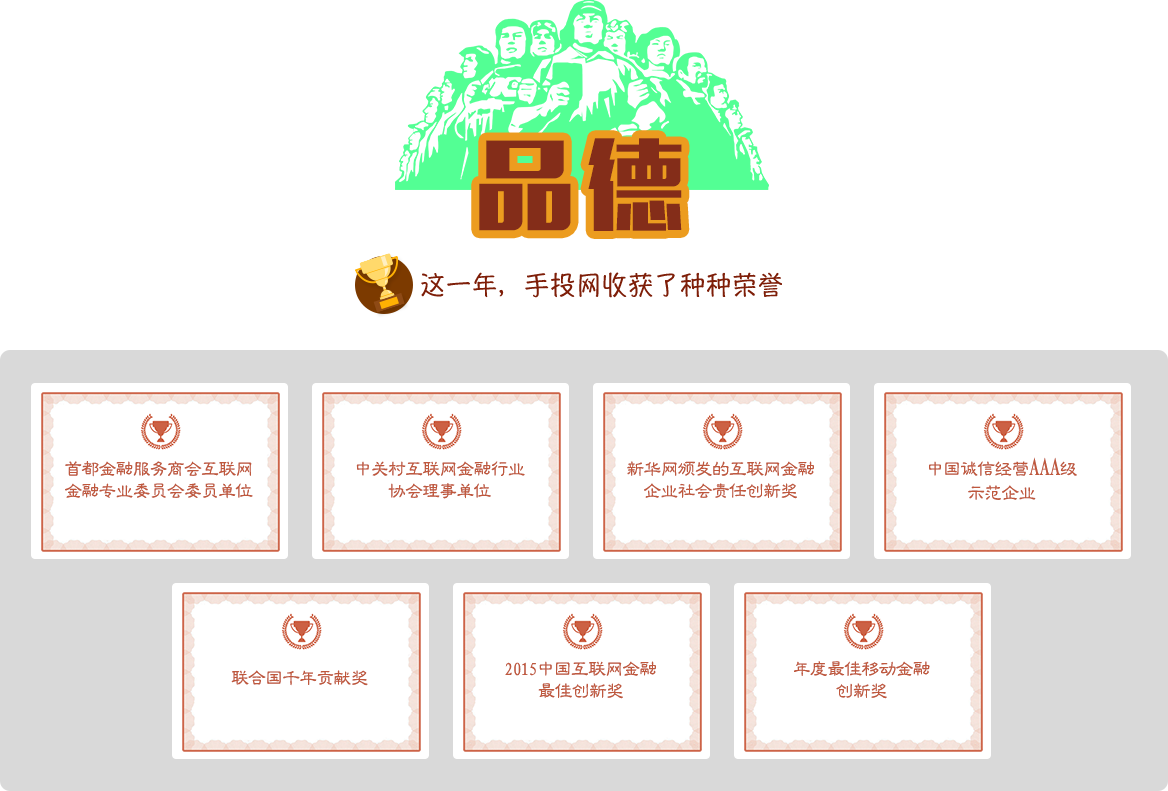 品德
这一年，手投网收获了种种荣誉
首都金融服务商会互联网
金融专业委员会委员单位
中关村互联网金融行业
协会理事单位
新华网颁发的互联网金融
企业社会责任创新奖
中国诚信经营AAA级
示范企业
联合国千年贡献奖
2015中国互联网金融
最佳创新奖
年度最佳移动金融
创新奖